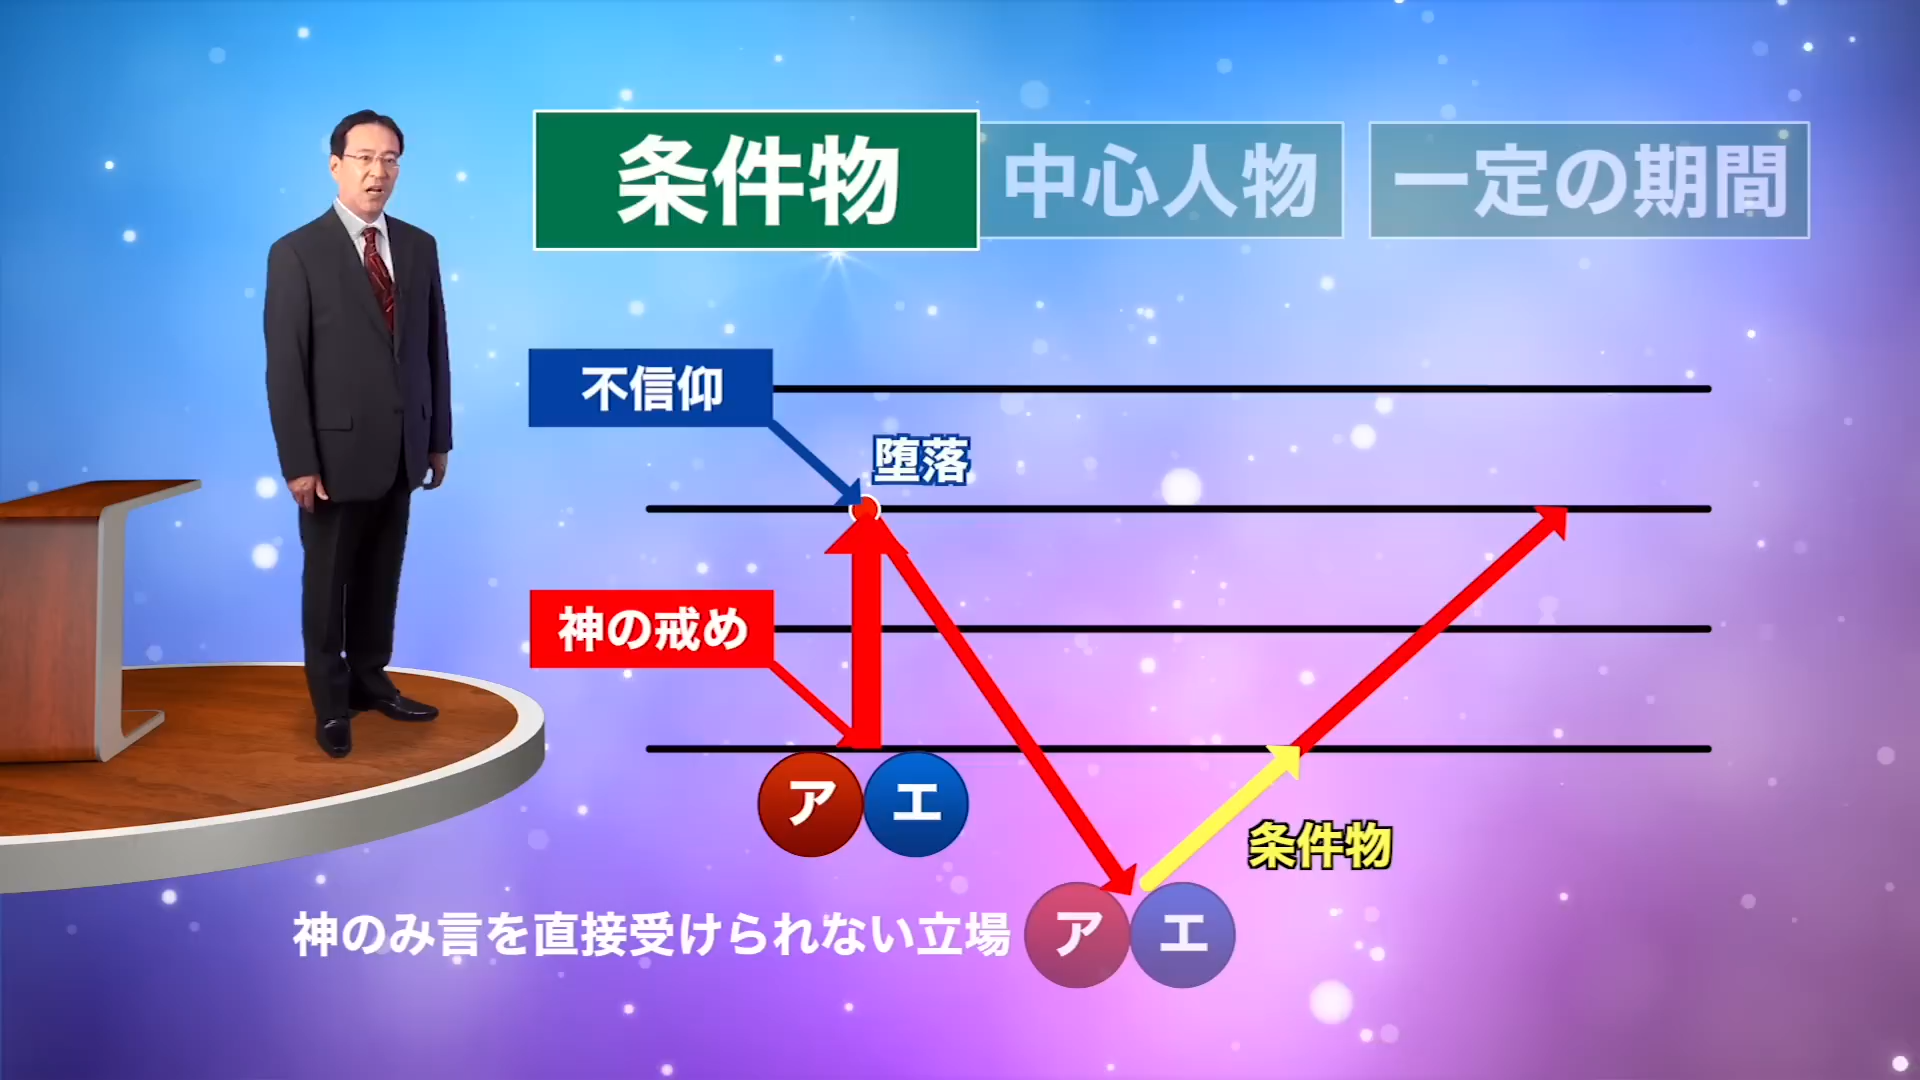 条件物
中心人物
一定の期間
不信仰
堕落
神の戒め
ア
エ
条件物
神のみ言を直接受けられない立場
ア
エ